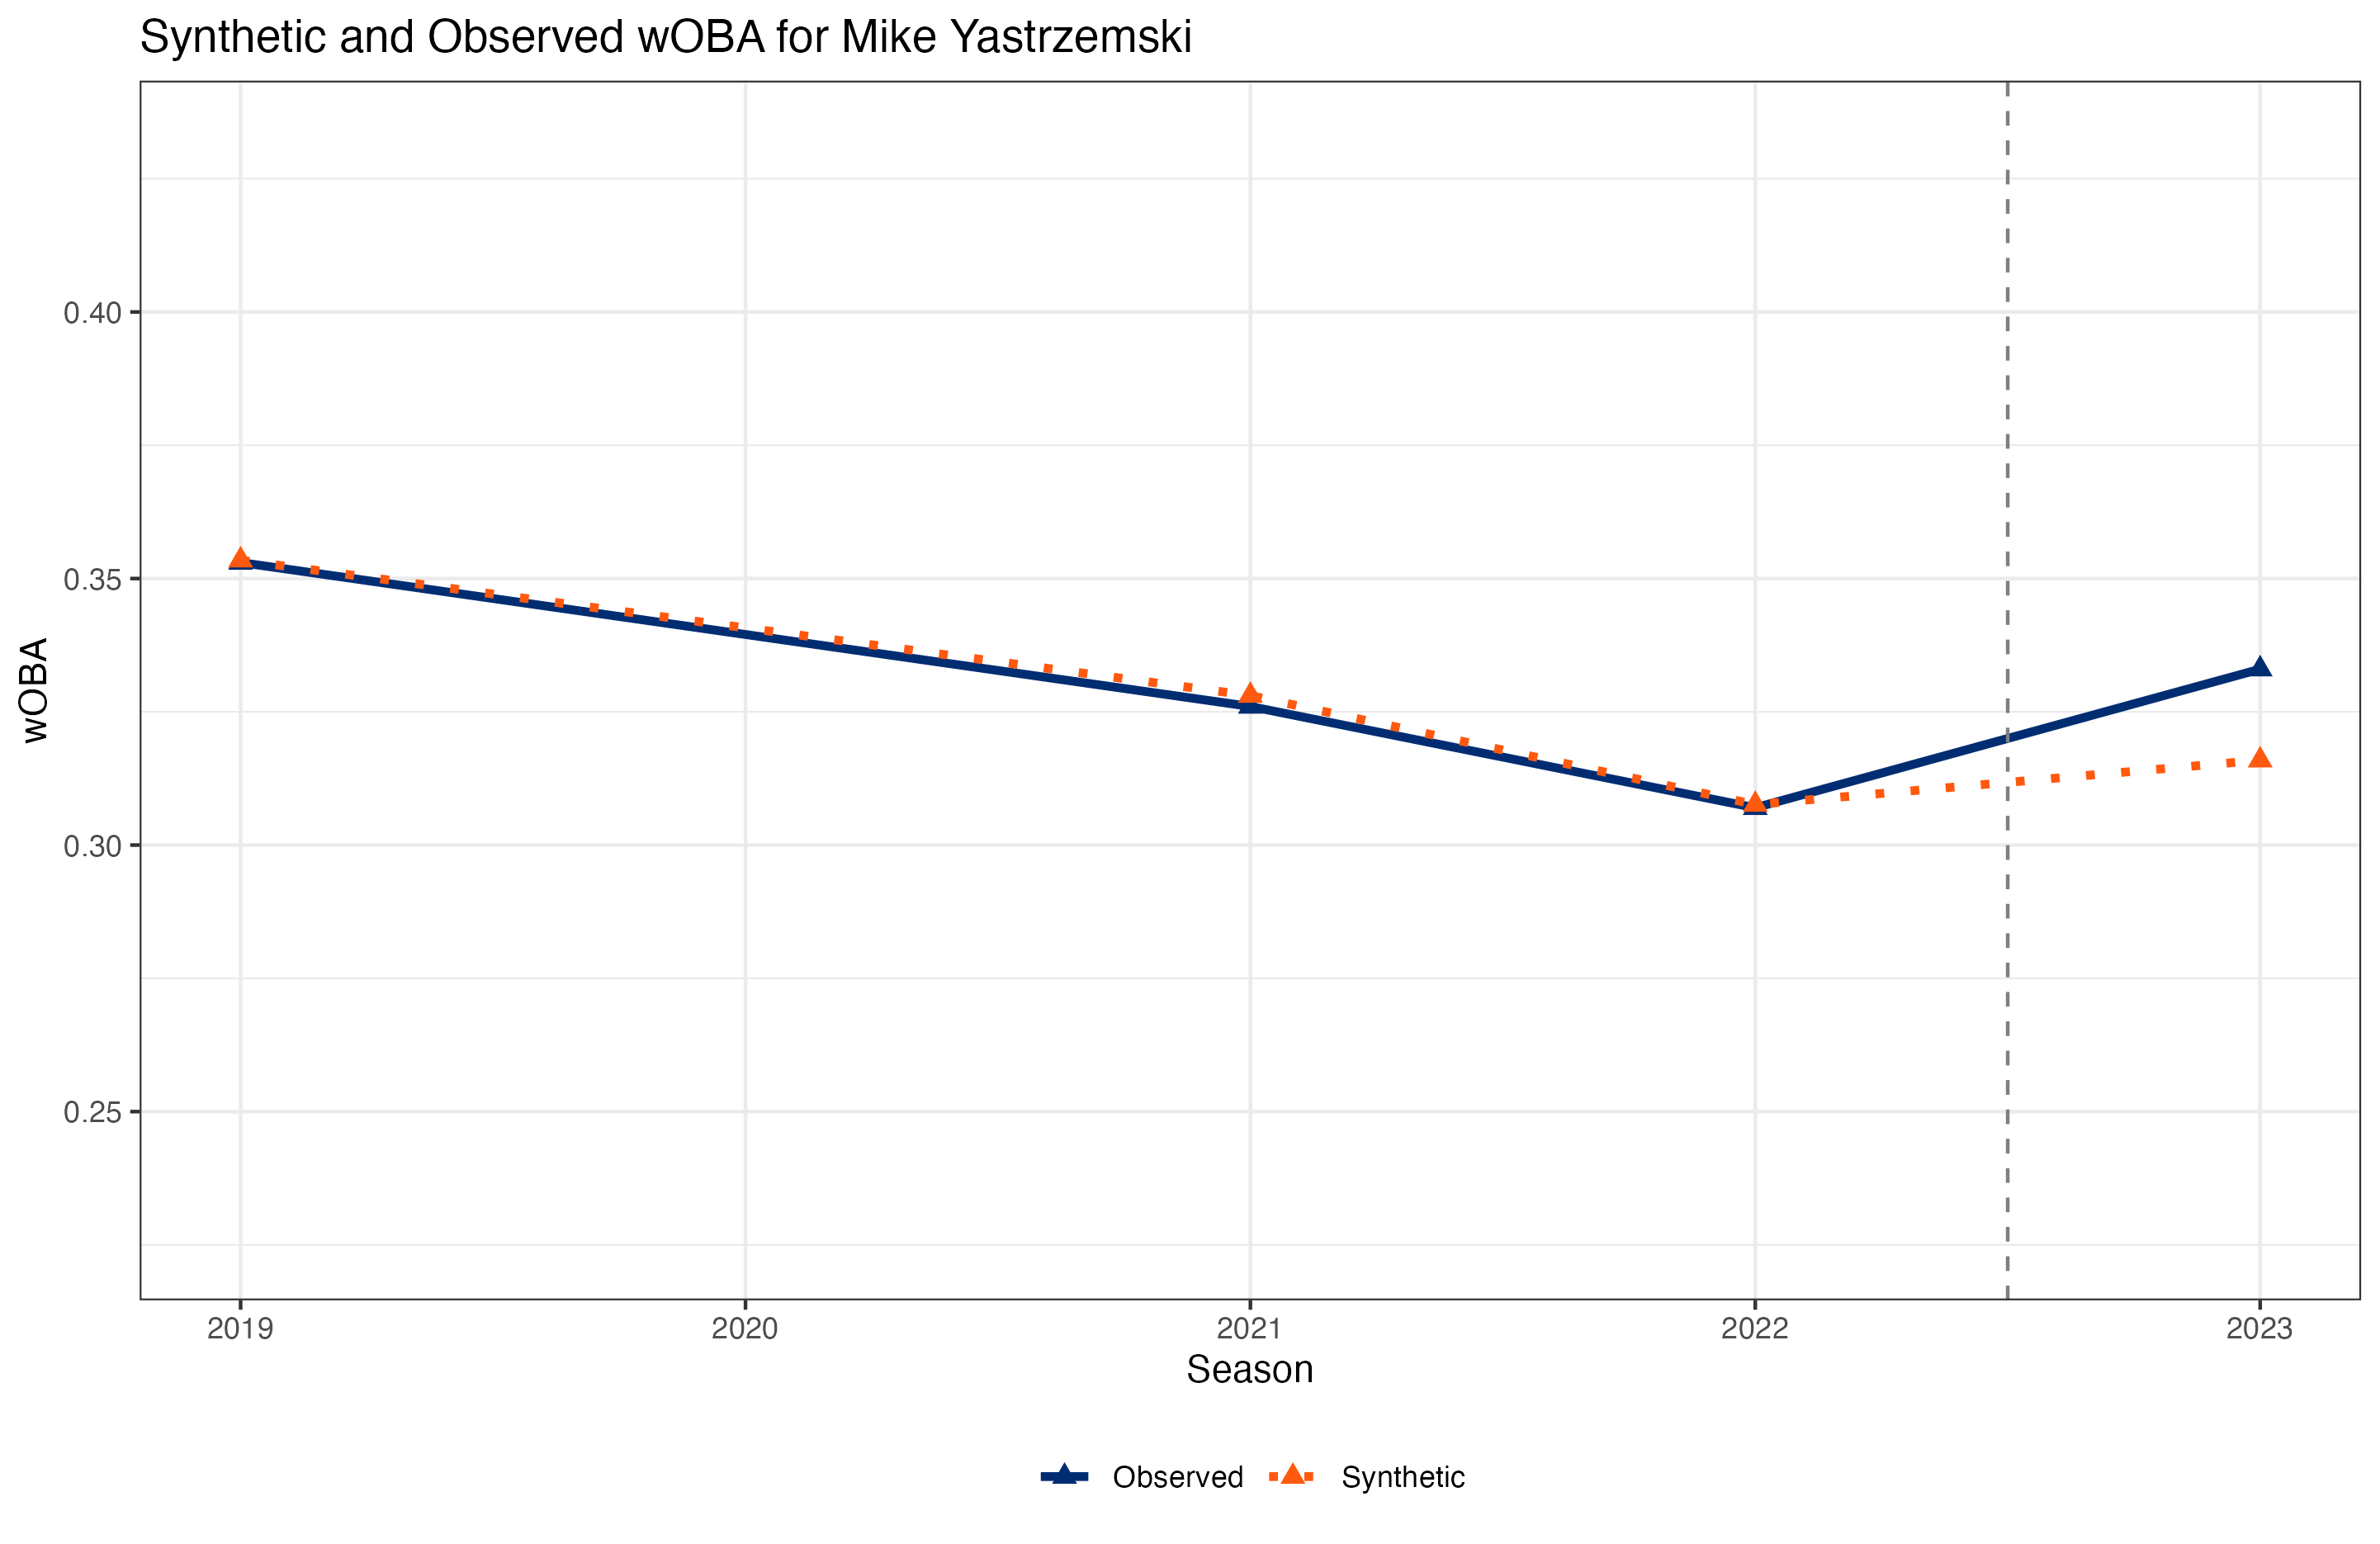 Synthetic and Observed wOBA for Mike Yastrzemski
wOBA
0.40
0.35
0.30
0.25
2019 2020 2021 2022 2023
Season
Observed Synthetic